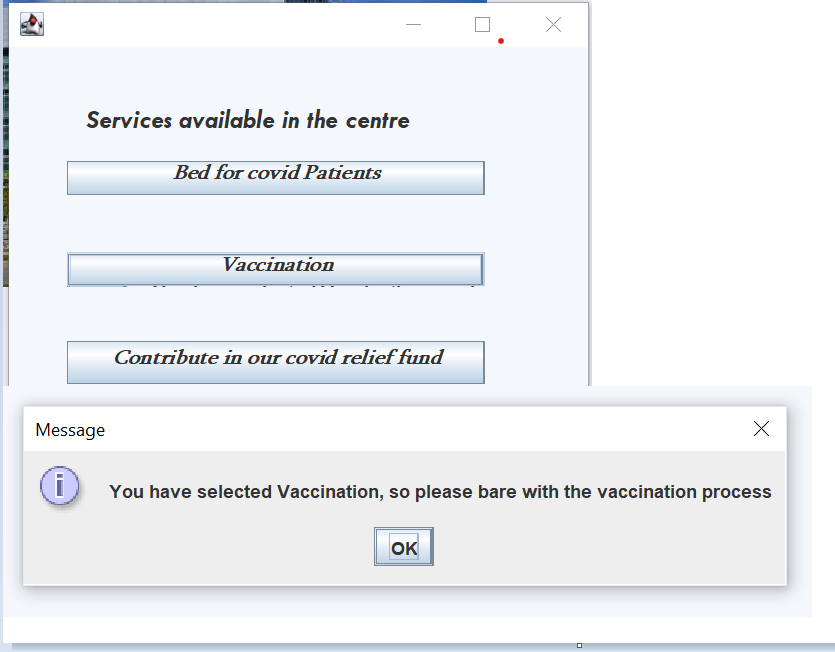 Services available in the centre
Bed for covid Patients
Vaccination
Contribute in our covid relief fund
Message
You have selected Vaccination, so please bare with the vaccination process
OK